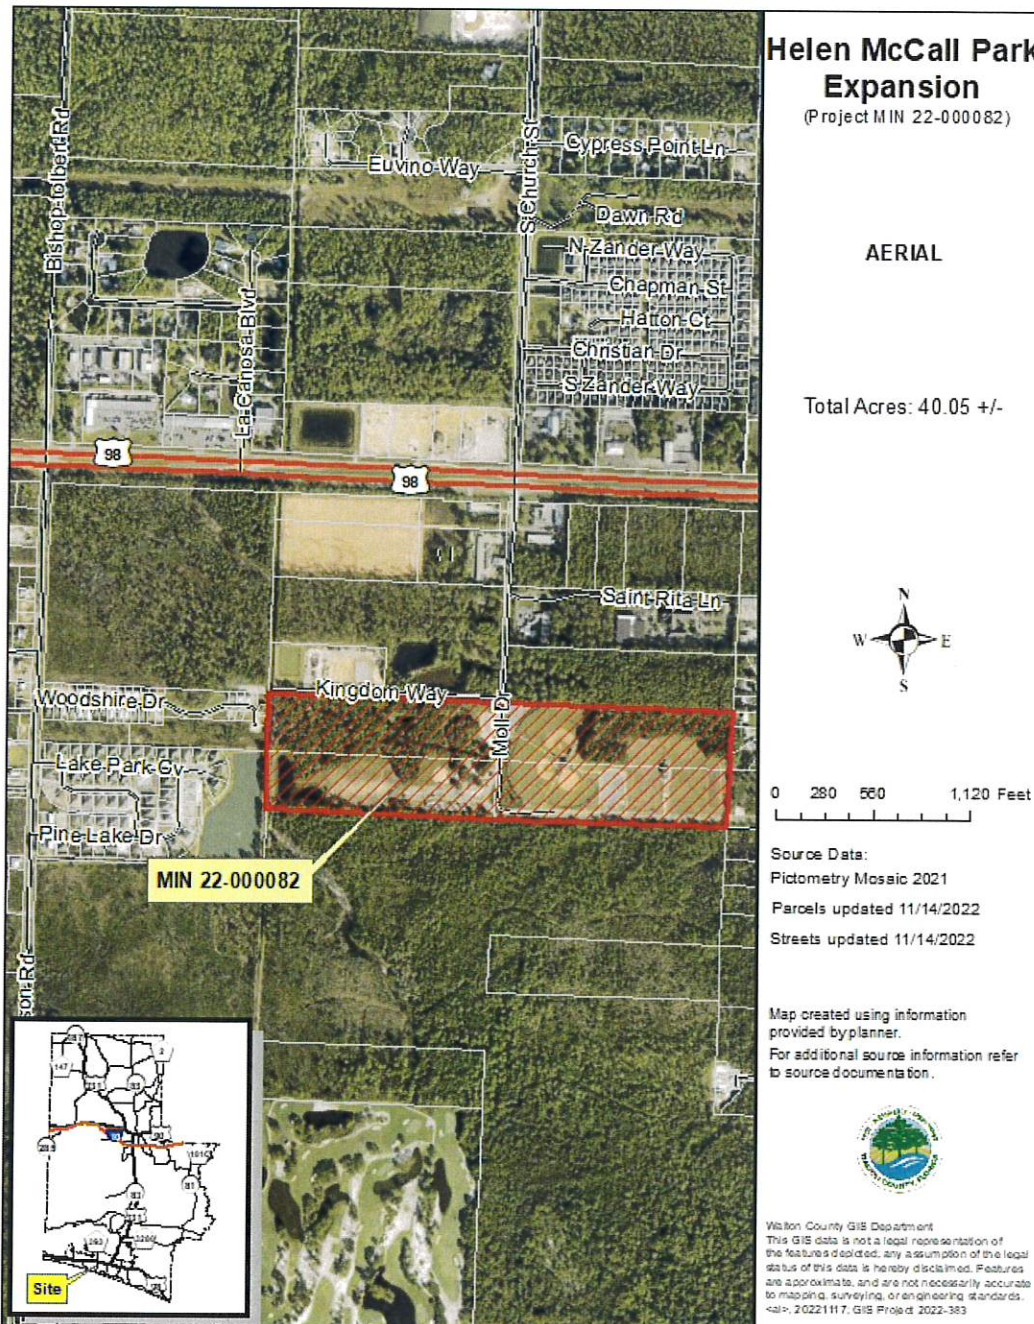 Helen McCall Park
Expansion
(Project MIN 22-000082)
AERIAL
Total Acres: 40.05 +/-
N
W
E
S
0 280 560 1,120 Feet
Source Data:
Pictometry Mosaic 2021
Parcels updated 11/14/2022
Streets updated 11/14/2022
Map created using information
provided by planner.
For additional source information refer
to source documentation.
Walton County GIS Department
This GIS data is not a legal representation of
the features depicted; any assumption of the legal
status of this data is hereby disclaimed. Features
are approximate, and are not necessarily accurate
to mapping, surveying, or engineering standards.
<al>, 20221117, GIS Project 2022-383
Bishop-tolbert Rd
S Church St
Cypress Point Ln
Euvino Way
Dawn Rd
N Zander Way
Chapman St
Hatton Ct
Christian Dr
S Zander Way
La Canosa Blvd
98
98
Saint Rita Ln
Kingdom Way
Woodshire Dr
Moll Dr
Lake Park Cv
Pine Lake Dr
MIN 22-000082
son Rd
2
147
83
81
83
Site